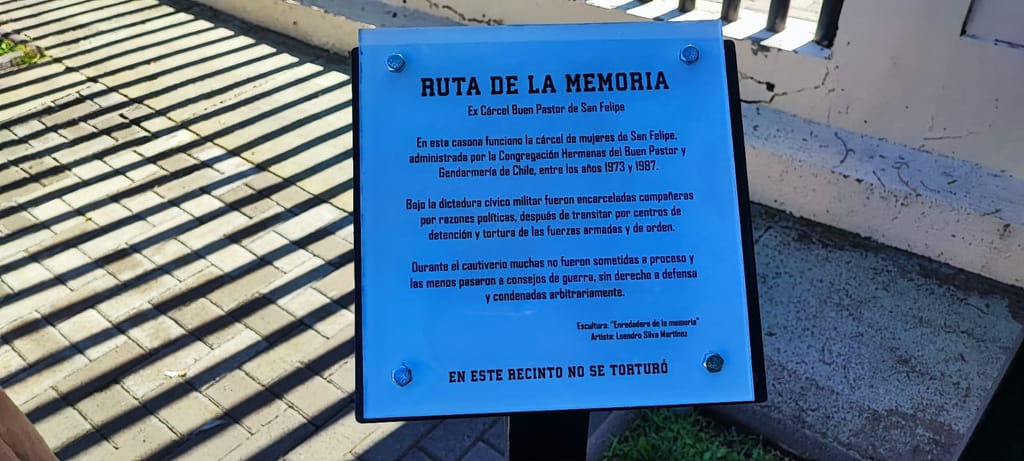 RUTA DE LA MEMORIA
Ex Cárcel Buen Pastor de San Felipe
En esta casona funciono la cárcel de mujeres de San Felipe,
administrada por la Congregación Hermanas del Buen Pastor y
Gendarmería de Chile, entre los años 1973 y 1987.
Bajo la dictadura cívico militar fueron encarceladas compañeras
por razones políticas, después de transitar por centros de
detención y tortura de las fuerzas armadas y de orden.
Durante el cautiverio muchas no fueron sometidas a proceso y
las menos pasaron a consejos de guerra, sin derecho a defensa
y condenadas arbitrariamente.
Escultura: "Enredadera de la memoria"
Artista: Leandro Silva Martínez
EN ESTE RECINTO NO SE TORTURÓ